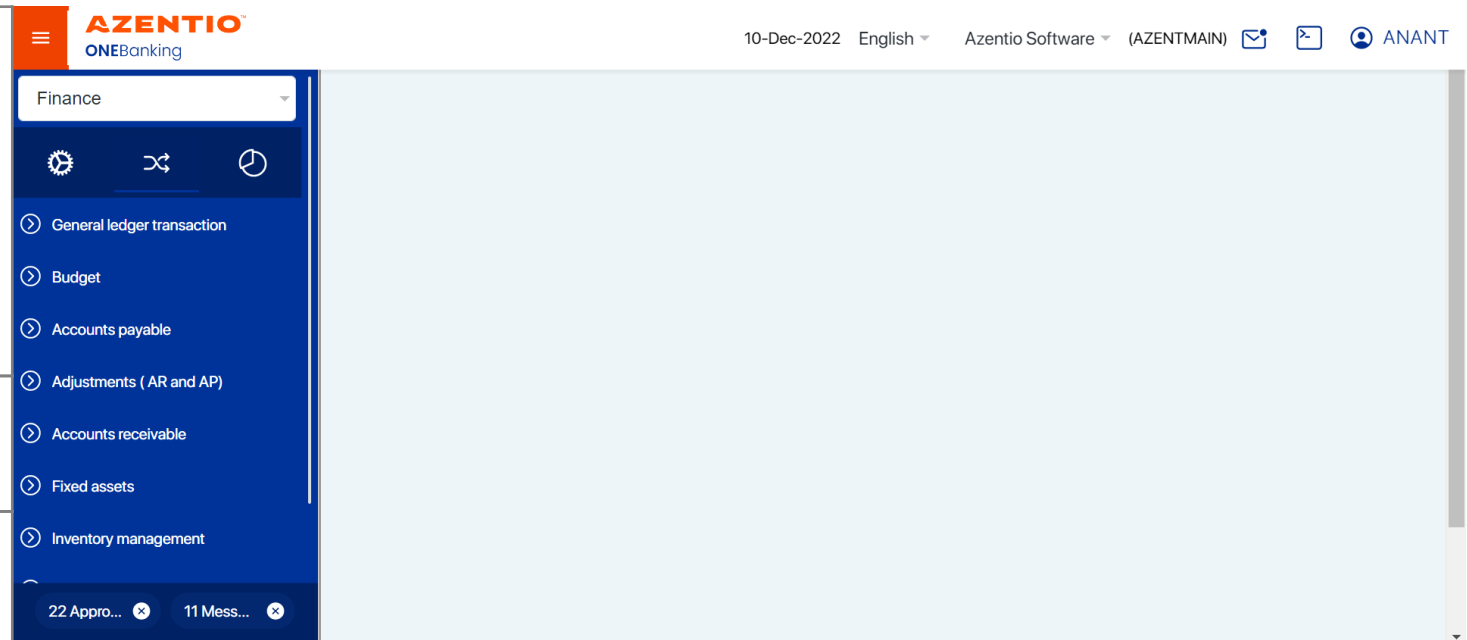 AZENTIO™
ONEBanking
10-Dec-2022 English Azentio Software (AZENTMAIN) ANANT
Finance
General ledger transaction
Budget
Accounts payable
Adjustments ( AR and AP)
Accounts receivable
Fixed assets
Inventory management
22 Appro... 11 Mess...